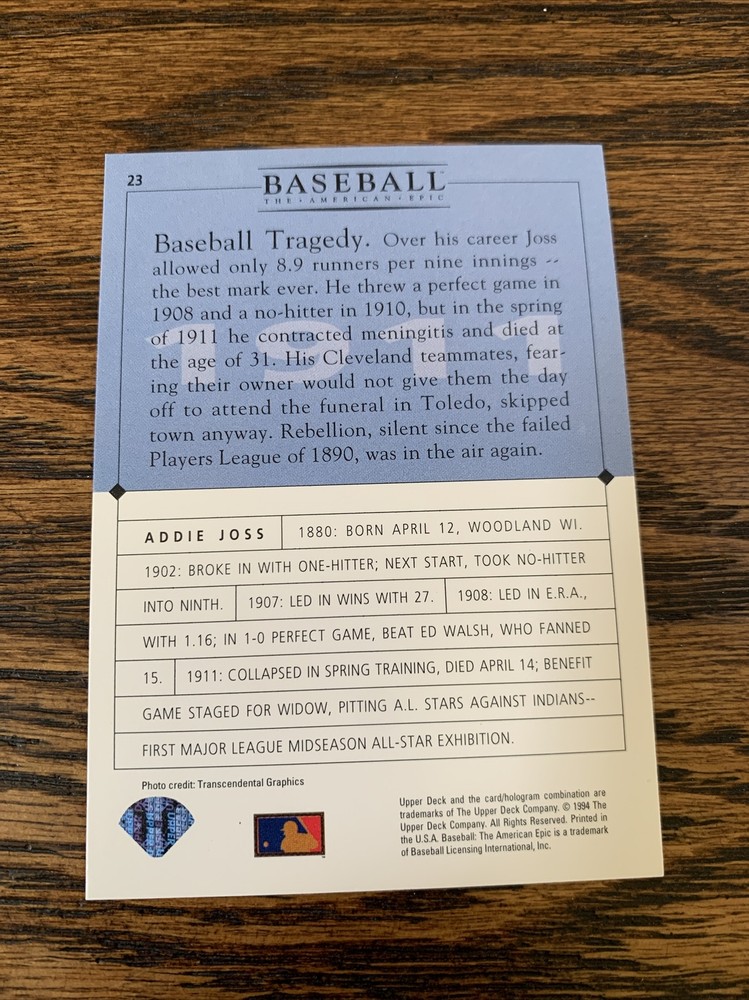 23
BASEBALL
THE • AMERICAN • EPIC
1911
Baseball Tragedy. Over his career Joss
allowed only 8.9 runners per nine innings --
the best mark ever. He threw a perfect game in
1908 and a no-hitter in 1910, but in the spring
of 1911 he contracted meningitis and died at
the age of 31. His Cleveland teammates, fear-
ing their owner would not give them the day
off to attend the funeral in Toledo, skipped
town anyway. Rebellion, silent since the failed
Players League of 1890, was in the air again.
ADDIE JOSS 1880: BORN APRIL 12, WOODLAND WI.
1902: BROKE IN WITH ONE-HITTER; NEXT START, TOOK NO-HITTER
INTO NINTH. 1907: LED IN WINS WITH 27. 1908: LED IN E.R.A.,
WITH 1.16; IN 1-0 PERFECT GAME, BEAT ED WALSH, WHO FANNED
15. 1911: COLLAPSED IN SPRING TRAINING, DIED APRIL 14; BENEFIT
GAME STAGED FOR WIDOW, PITTING A.L. STARS AGAINST INDIANS--
FIRST MAJOR LEAGUE MIDSEASON ALL-STAR EXHIBITION.
Photo credit: Transcendental Graphics
Upper Deck and the card/hologram combination are
trademarks of The Upper Deck Company. © 1994 The
Upper Deck Company. All Rights Reserved. Printed in
the U.S.A. Baseball: The American Epic is a trademark
of Baseball Licensing International, Inc.